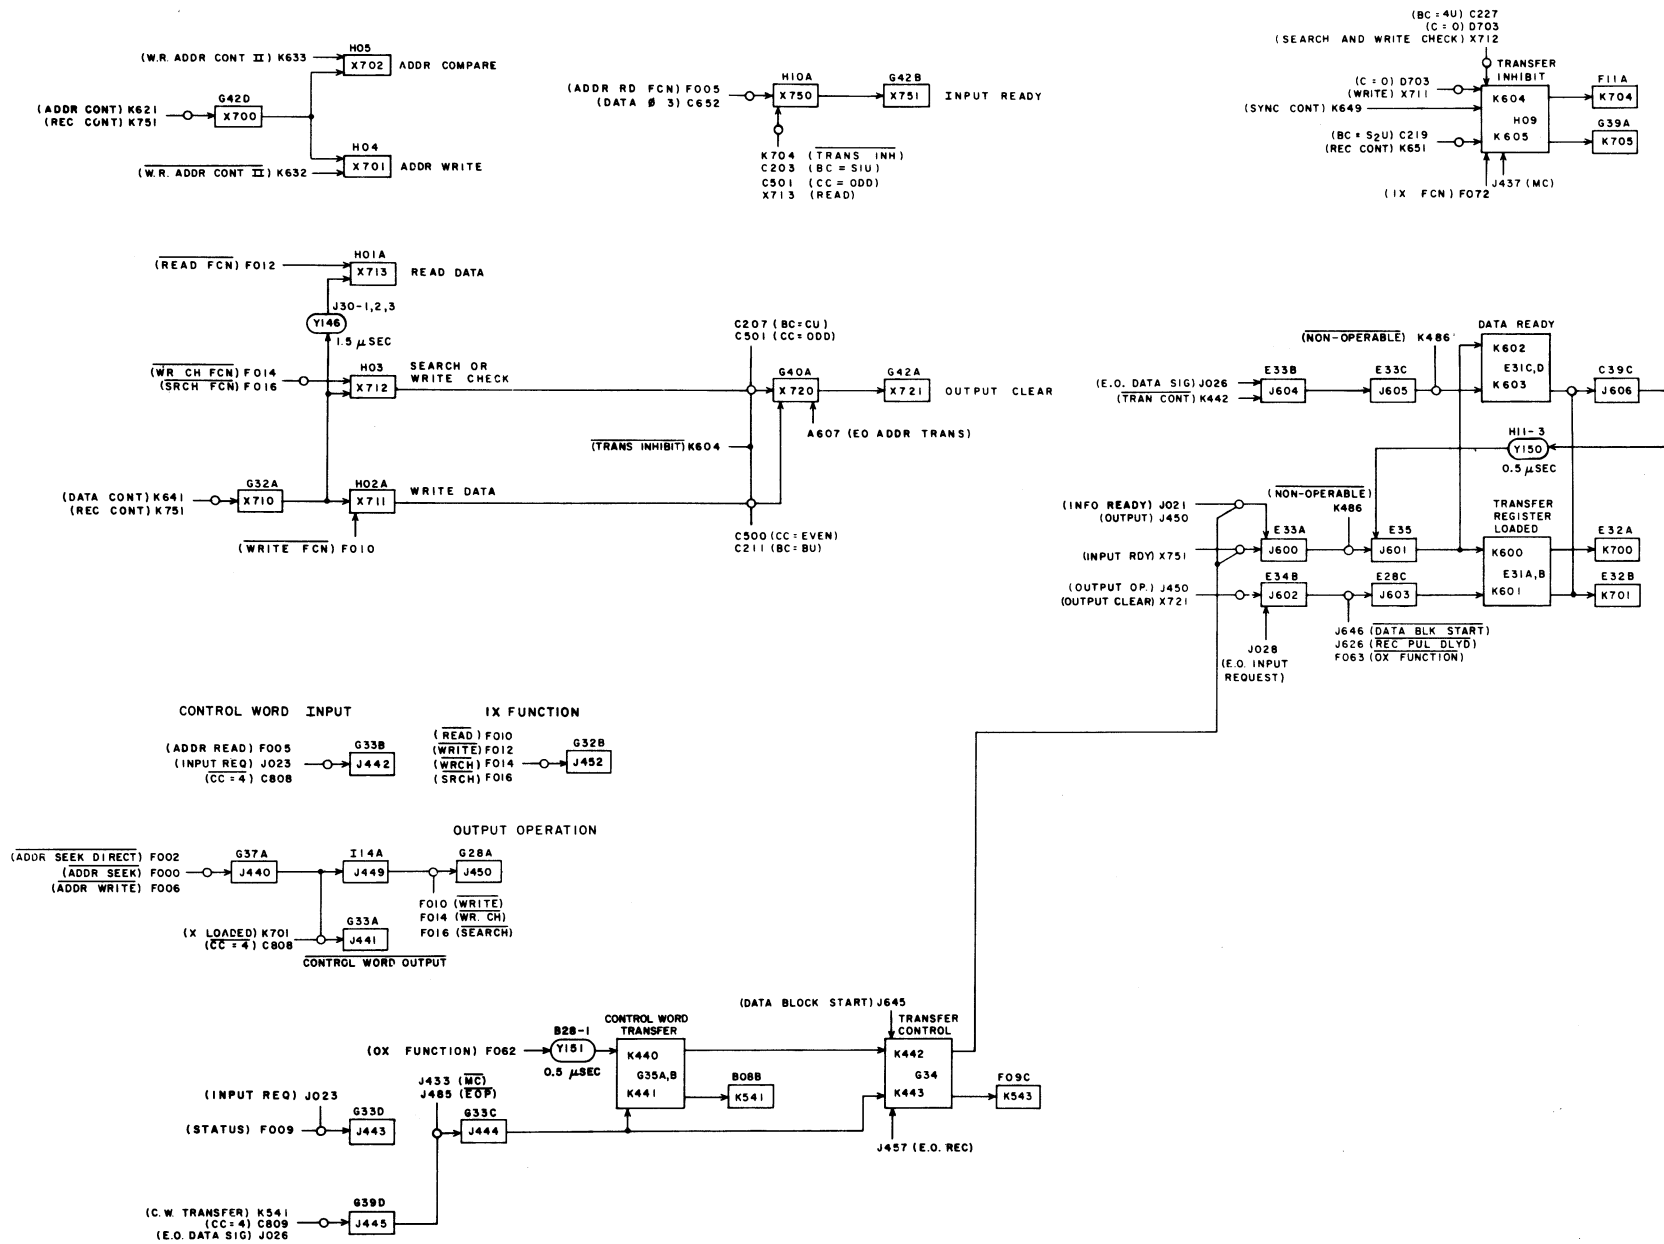 (W.R. ADDR CONT II) K633
H05
X702 ADDR COMPARE
(ADDR CONT) K621
(REC CONT) K751
G42D
X700
H04
X701 ADDR WRITE
(W.R. ADDR CONT II) K632
(ADDR RD FCN) F005
(DATA Ø 3) C652
H10A
X750
G42B
X751 INPUT READY
K704 (TRANS INH)
C203 (BC = SIU)
C501 (CC = ODD)
X713 (READ)
(BC = 4U) C227
(C = 0) D703
(SEARCH AND WRITE CHECK) X712
TRANSFER
INHIBIT
(C = 0) D703
(WRITE) X711
(SYNC CONT) K649
(BC = S2U) C219
(REC CONT) K651
K604
H09
K605
F11A
K704
G39A
K705
J437 (MC)
(IX FCN) F072
(READ FCN) F012
H01A
X713 READ DATA
J30-1,2,3
Y146
1.5 µSEC
(WR CH FCN) F014
(SRCH FCN) F016
H03
X712
SEARCH OR
WRITE CHECK
(DATA CONT) K641
(REC CONT) K751
G32A
X710
H02A
X711
WRITE DATA
(WRITE FCN) F010
C207 (BC=CU)
C501 (CC=ODD)
G40A
X720
G42A
X721
OUTPUT CLEAR
A607 (EO ADDR TRANS)
(TRANS INHIBIT) K604
C500 (CC=EVEN)
C211 (BC=BU)
DATA READY
(NON-OPERABLE) K486
K602
E31C,D
K603
(E.O. DATA SIG) J026
(TRAN CONT) K442
E33B
J604
E33C
J605
C39C
J606
H11-3
Y150
0.5 µSEC
(INFO READY) J021
(OUTPUT) J450
(NON-OPERABLE)
K486
TRANSFER
REGISTER
LOADED
(INPUT RDY) X751
E33A
J600
E35
J601
K600
E31A,B
K601
E32A
K700
(OUTPUT OP.) J450
(OUTPUT CLEAR) X721
E34B
J602
E28C
J603
E32B
K701
J028
(E.O. INPUT
REQUEST)
J646 (DATA BLK START)
J626 (REC PUL DLYD)
F063 (OX FUNCTION)
CONTROL WORD INPUT
(ADDR READ) F005
(INPUT REQ) J023
(CC = 4) C808
G33B
J442
IX FUNCTION
(READ) F010
(WRITE) F012
(WRCH) F014
(SRCH) F016
G32B
J452
OUTPUT OPERATION
(ADDR SEEK DIRECT) F002
(ADDR SEEK) F000
(ADDR WRITE) F006
G37A
J440
I14A
J449
G28A
J450
F010 (WRITE)
F014 (WR. CH)
F016 (SEARCH)
(X LOADED) K701
(CC = 4) C808
G33A
J441
CONTROL WORD OUTPUT
(DATA BLOCK START) J645
B28-1
CONTROL WORD
TRANSFER
TRANSFER
CONTROL
(OX FUNCTION) F062
Y151
0.5 µSEC
K440
G35A,B
K441
K442
G34
K443
B08B
K541
F09C
K543
J433 (MC)
J485 (EOP)
(INPUT REQ) J023
(STATUS) F009
G33D
J443
G33C
J444
J457 (E.O. REC)
(C.W. TRANSFER) K541
(CC=4) C809
(E.O. DATA SIG) J026
G39D
J445